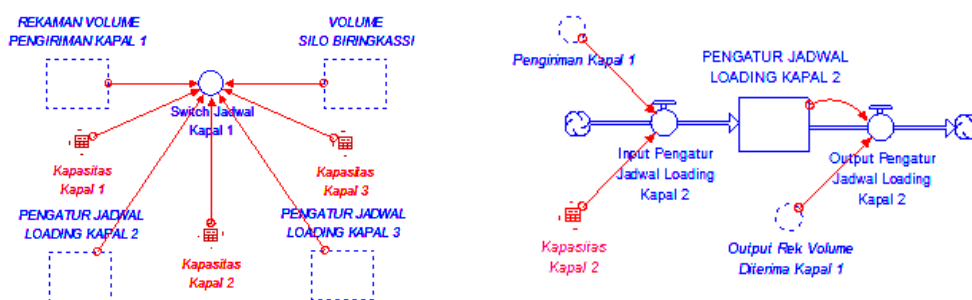 REKAMAN VOLUME
PENGIRIMAN KAPAL 1
VOLUME
SILO BIRINGKASSI
Switch Jadwal
Kapal 1
Kapasitas
Kapal 1
Kapasitas
Kapal 3
PENGATUR JADWAL
LOADING KAPAL 2
PENGATUR JADWAL
LOADING KAPAL 3
Kapasitas
Kapal 2
Pengiriman Kapal 1
PENGATUR JADWAL
LOADING KAPAL 2
Input Pengatur
Jadwal Loading
Kapal 2
Output Pengatur
Jadwal Loading
Kapal 2
Kapasitas
Kapal 2
Output Rek Volume
Diterima Kapal 1